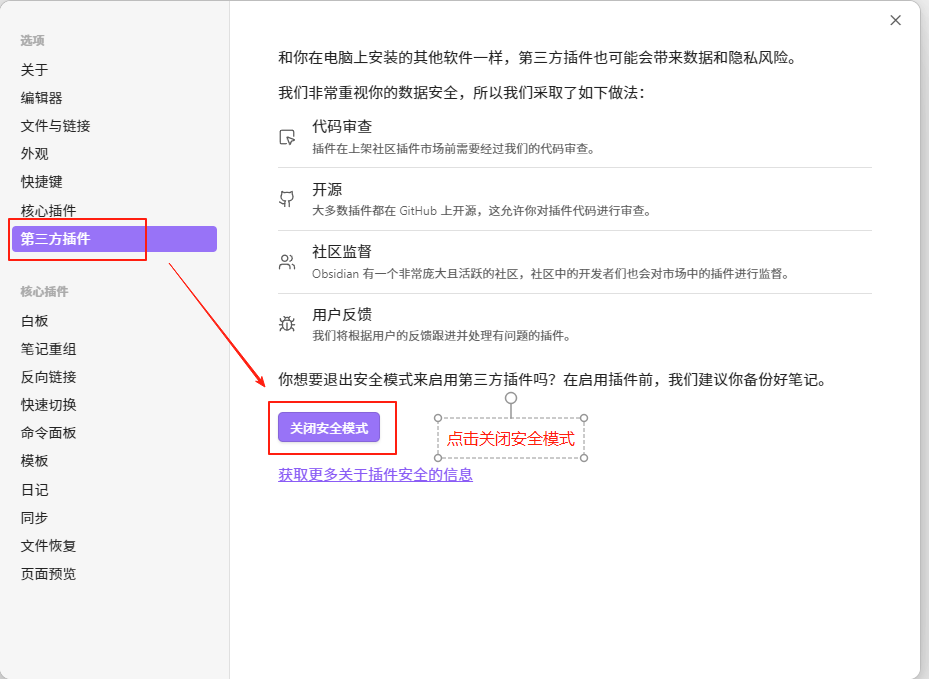 选项
关于
编辑器
文件与链接
外观
快捷键
核心插件
第三方插件
核心插件
白板
笔记重组
反向链接
快速切换
命令面板
模板
日记
同步
文件恢复
页面预览
和你在电脑上安装的其他软件一样，第三方插件也可能会带来数据和隐私风险。
我们非常重视你的数据安全，所以我们采取了如下做法：
代码审查
插件在上架社区插件市场前需要经过我们的代码审查。
开源
大多数插件都在 GitHub 上开源，这允许你对插件代码进行审查。
社区监督
Obsidian 有一个非常庞大且活跃的社区，社区中的开发者们也会对市场中的插件进行监督。
用户反馈
我们将根据用户的反馈跟进并处理有问题的插件。
你想要退出安全模式来启用第三方插件吗？在启用插件前，我们建议你备份好笔记。
关闭安全模式
点击关闭安全模式
获取更多关于插件安全的信息